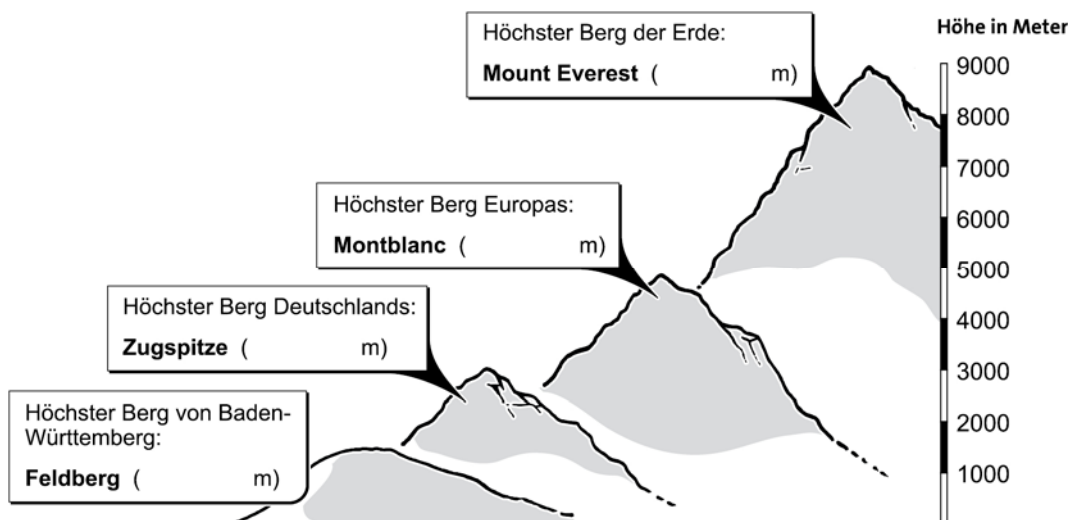 Höchster Berg der Erde:
Mount Everest ( m)
Höchster Berg Europas:
Montblanc ( m)
Höchster Berg Deutschlands:
Zugspitze ( m)
Höchster Berg von Baden-
Württemberg:
Feldberg ( m)
Höhe in Meter
9000
8000
7000
6000
5000
4000
3000
2000
1000